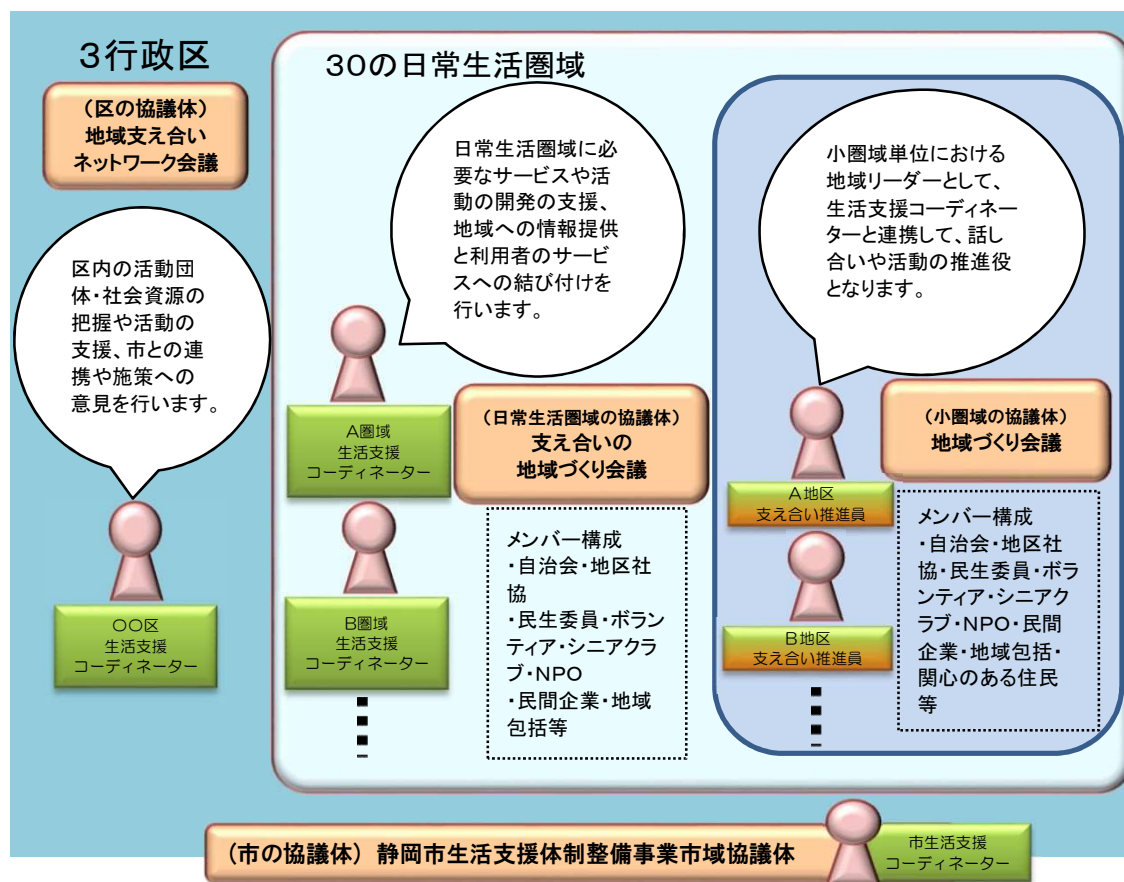 3行政区
(区の協議体)
地域支え合い
ネットワーク会議
区内の活動団
体・社会資源の
把握や活動の
支援、市との連
携や施策への
意見を行います。
〇〇区
生活支援
コーディネーター
30の日常生活圏域
日常生活圏域に必
要なサービスや活
動の開発の支援、
地域への情報提供
と利用者のサービ
スへの結び付けを
行います。
A圏域
生活支援
コーディネーター
B圏域
生活支援
コーディネーター
(日常生活圏域の協議体)
支え合いの
地域づくり会議
メンバー構成
・自治会・地区社
協
・民生委員・ボラン
ティア・シニアクラ
ブ・NPO
・民間企業・地域
包括等
小圏域単位における
地域リーダーとして、
生活支援コーディネー
ターと連携して、話し
合いや活動の推進役
となります。
A地区
支え合い推進員
B地区
支え合い推進員
(小圏域の協議体)
地域づくり会議
メンバー構成
・自治会・地区社
協・民生委員・ボラ
ンティア・シニアク
ラブ・NPO・民間
企業・地域包括・
関心のある住民
等
(市の協議体) 静岡市生活支援体制整備事業市域協議体
市生活支援
コーディネーター